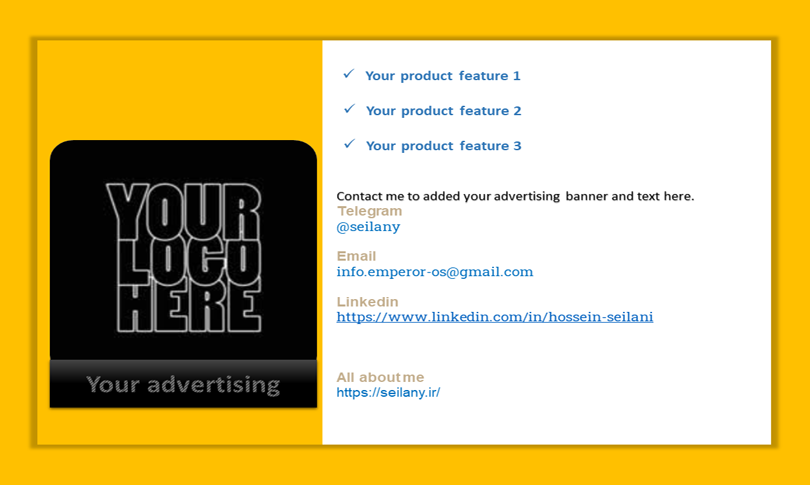 YOUR
LOGO
HERE
Your advertising
✓ Your product feature 1
✓ Your product feature 2
✓ Your product feature 3
Contact me to added your advertising banner and text here.
Telegram
@seilany
Email
info.emperor-os@gmail.com
Linkedin
https://www.linkedin.com/in/hossein-seilani
All about me
https://seilany.ir/